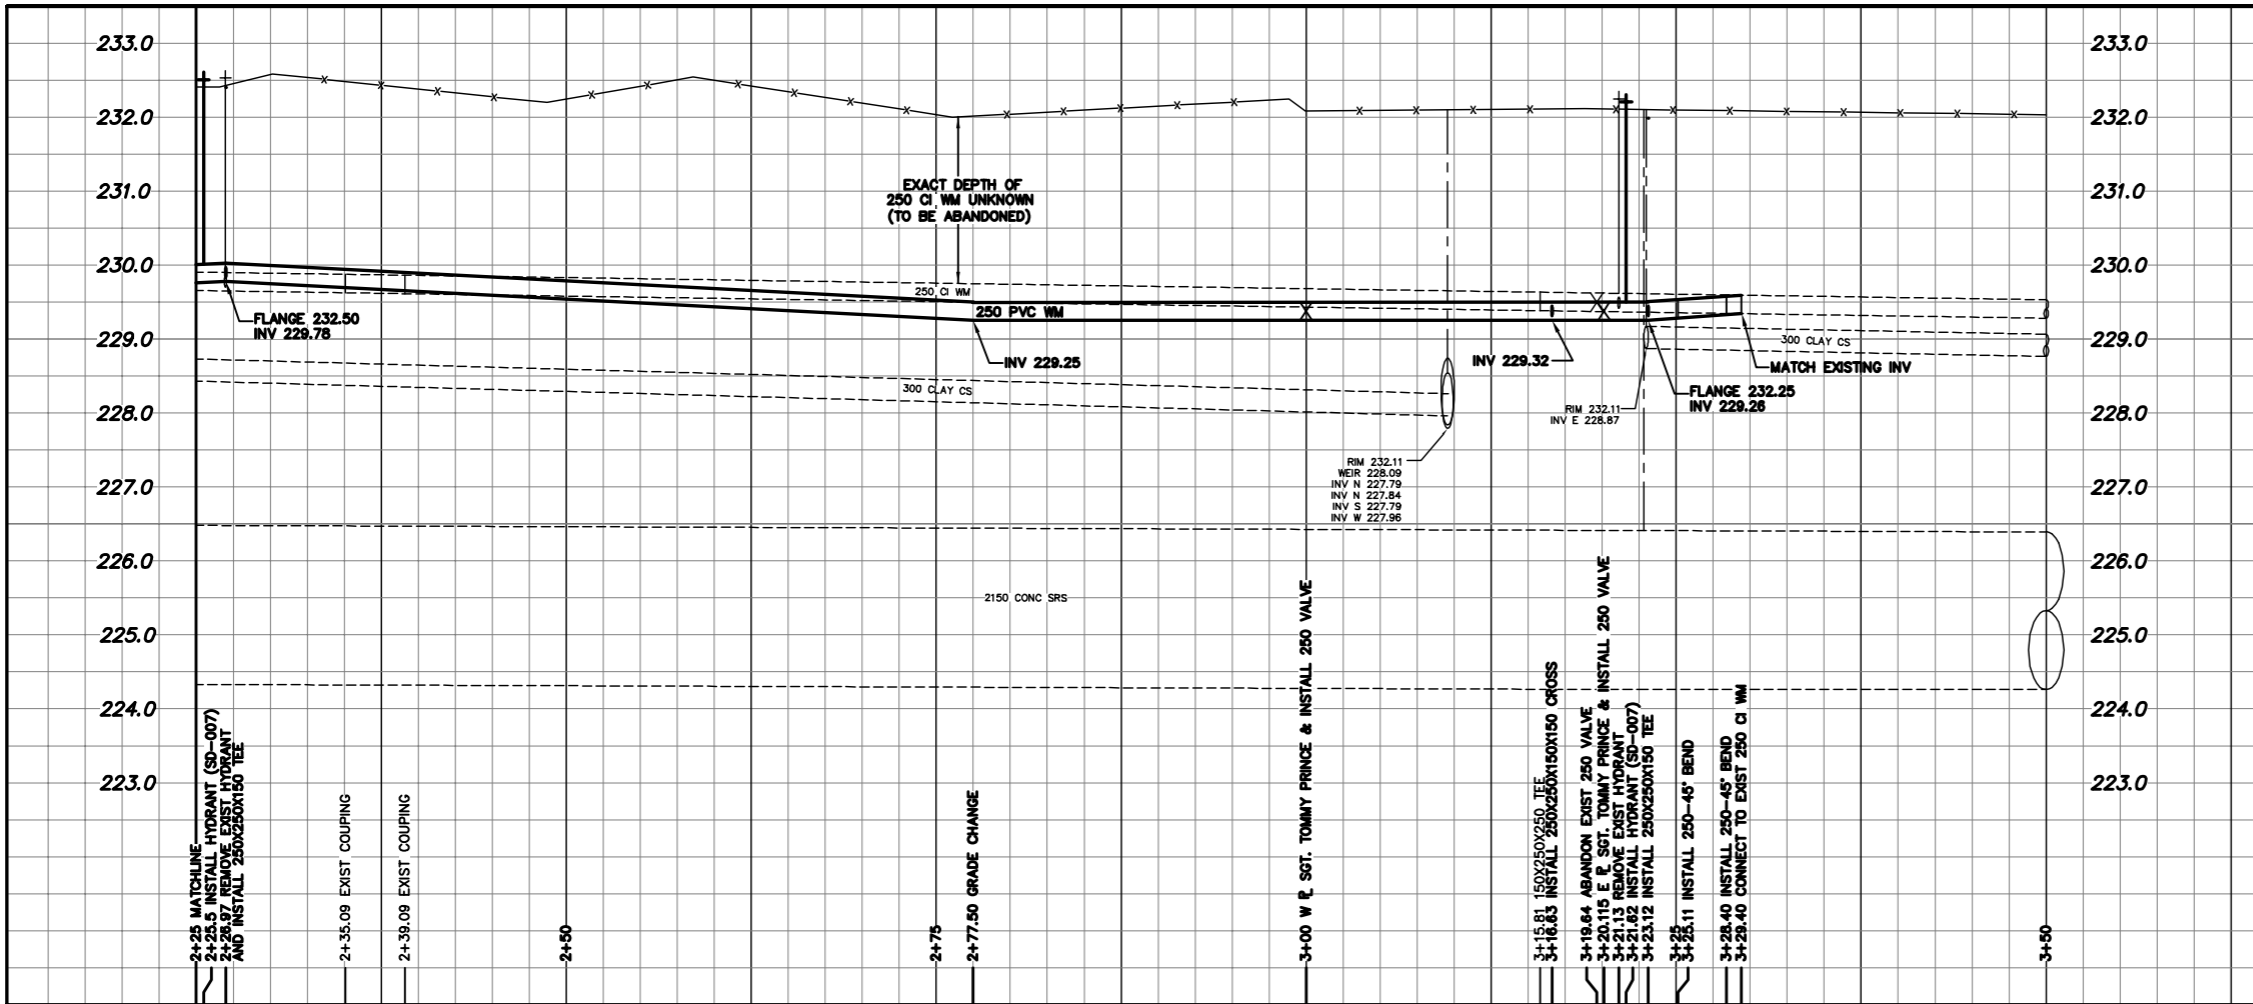 233.0
233.0
232.0
232.0
231.0
231.0
230.0
230.0
229.0
229.0
228.0
228.0
227.0
227.0
226.0
226.0
225.0
225.0
224.0
224.0
223.0
223.0
EXACT DEPTH OF
250 CI WM UNKNOWN
(TO BE ABANDONED)
250 CI WM
250 PVC WM
FLANGE 232.50
INV 229.78
INV 229.25
INV 229.32
300 CLAY CS
MATCH EXISTING INV
300 CLAY CS
FLANGE 232.25
INV 229.26
RIM 232.11
INV E 228.87
RIM 232.11
WEIR 228.09
INV N 227.79
INV N 227.84
INV S 227.79
INV W 227.96
2150 CONC SRS
2+25 MATCHLINE
2+25.5 INSTALL HYDRANT (SD-007)
2+26.97 REMOVE EXIST HYDRANT
AND INSTALL 250X250X150 TEE
2+35.09 EXIST COUPING
2+39.09 EXIST COUPING
2+50
2+75
2+77.50 GRADE CHANGE
3+00 W PL SGT. TOMMY PRINCE & INSTALL 250 VALVE
3+15.81 150X250X250 TEE
3+16.63 INSTALL 250X250X150X150 CROSS
3+19.64 ABANDON EXIST 250 VALVE
3+20.115 E PL SGT. TOMMY PRINCE & INSTALL 250 VALVE
3+21.13 REMOVE EXIST HYDRANT
3+21.62 INSTALL HYDRANT (SD-007)
3+23.12 INSTALL 250X250X150 TEE
3+25
3+25.11 INSTALL 250-45° BEND
3+28.40 INSTALL 250-45° BEND
3+29.40 CONNECT TO EXIST 250 CI WM
3+50